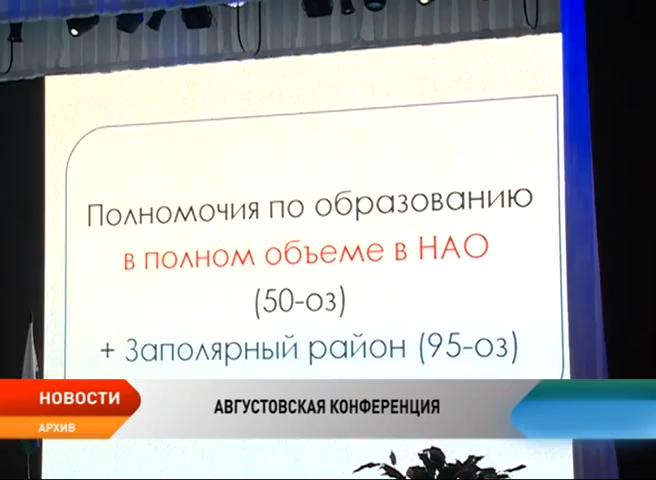 Полномочия по образованию
в полном объеме в НАО
(50-оз)
+ Заполярный район (95-оз)
НОВОСТИ
АВГУСТОВСКАЯ КОНФЕРЕНЦИЯ
АРХИВ